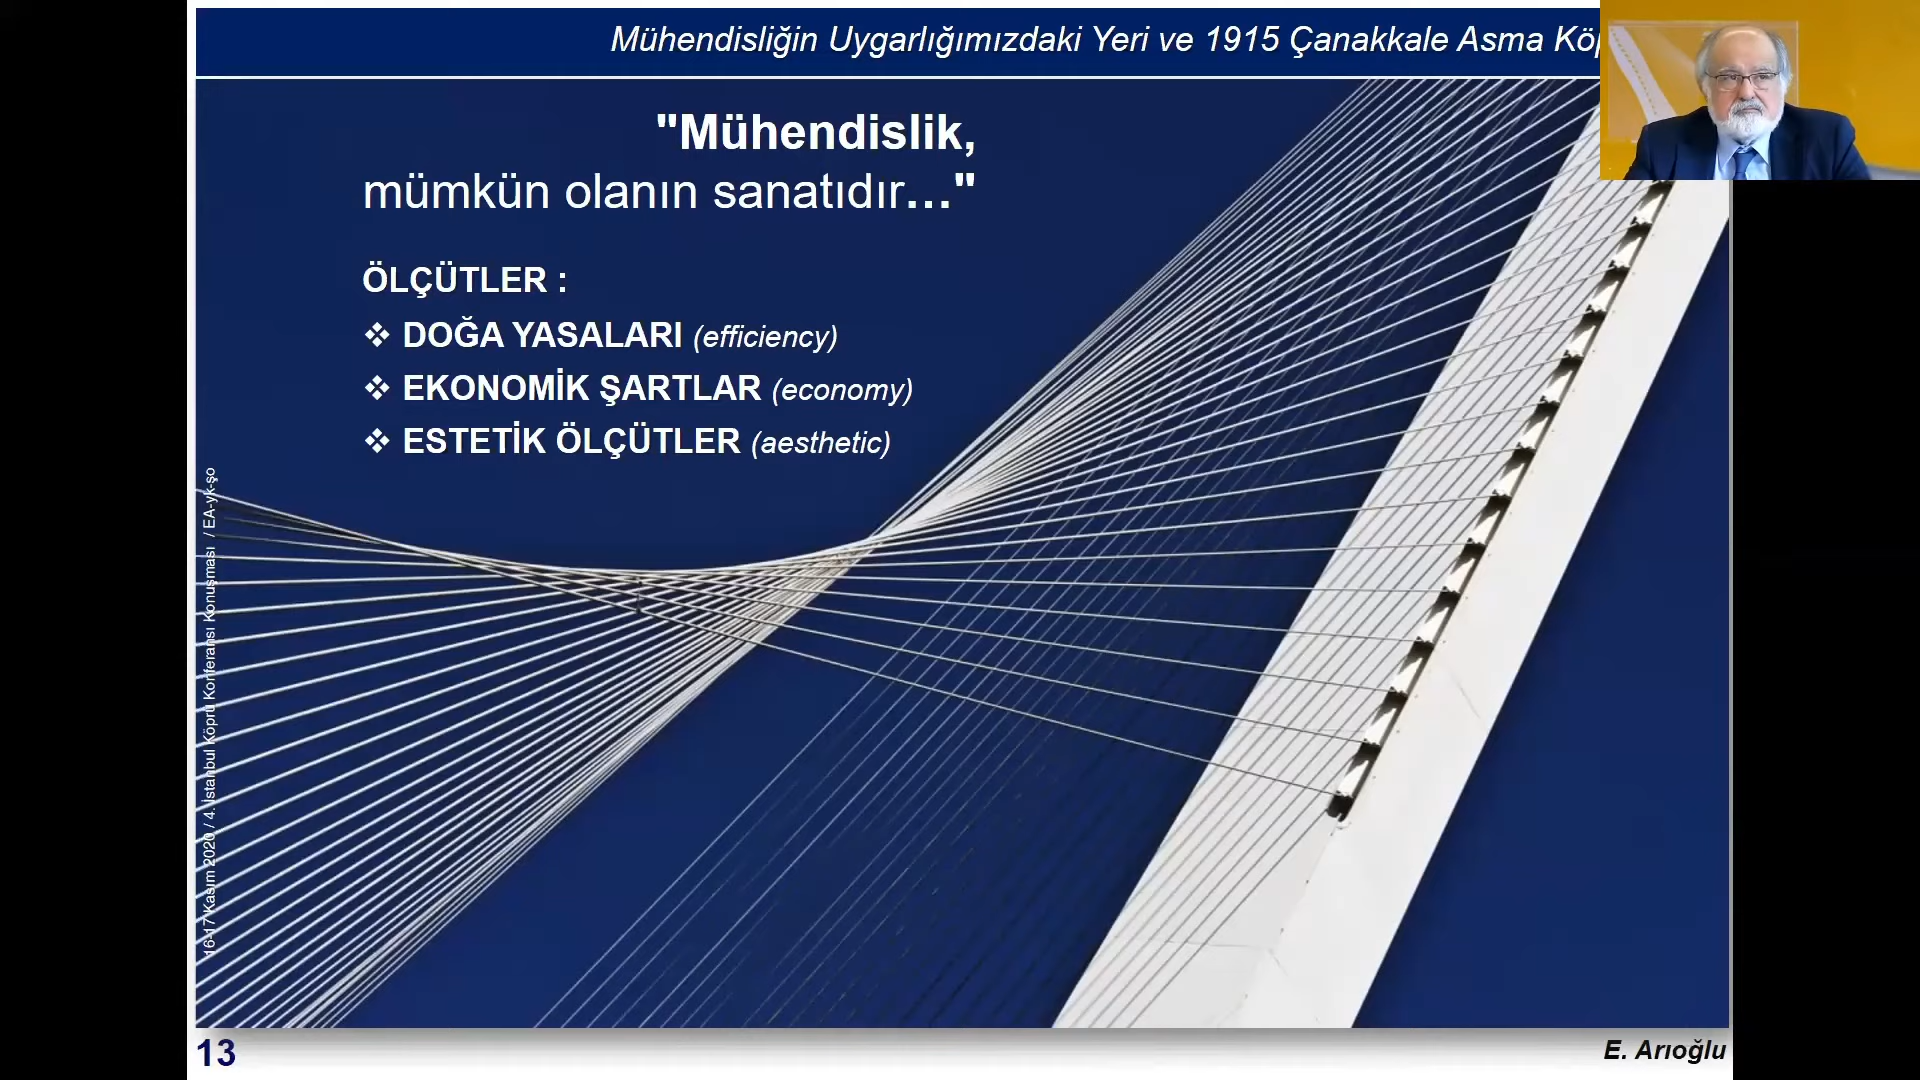 Mühendisliğin Uygarlığımızdaki Yeri ve 1915 Çanakkale Asma
"Mühendislik,
mümkün olanın sanatıdır..."
ÖLÇÜTLER :
❖ DOĞA YASALARI (efficiency)
❖ EKONOMİK ŞARTLAR (economy)
❖ ESTETİK ÖLÇÜTLER (aesthetic)
16-17 Kasım 2020 / 4. İstanbul Köprü Konferansı Konuşması / EA-yk-şo
13
E. Arıoğlu